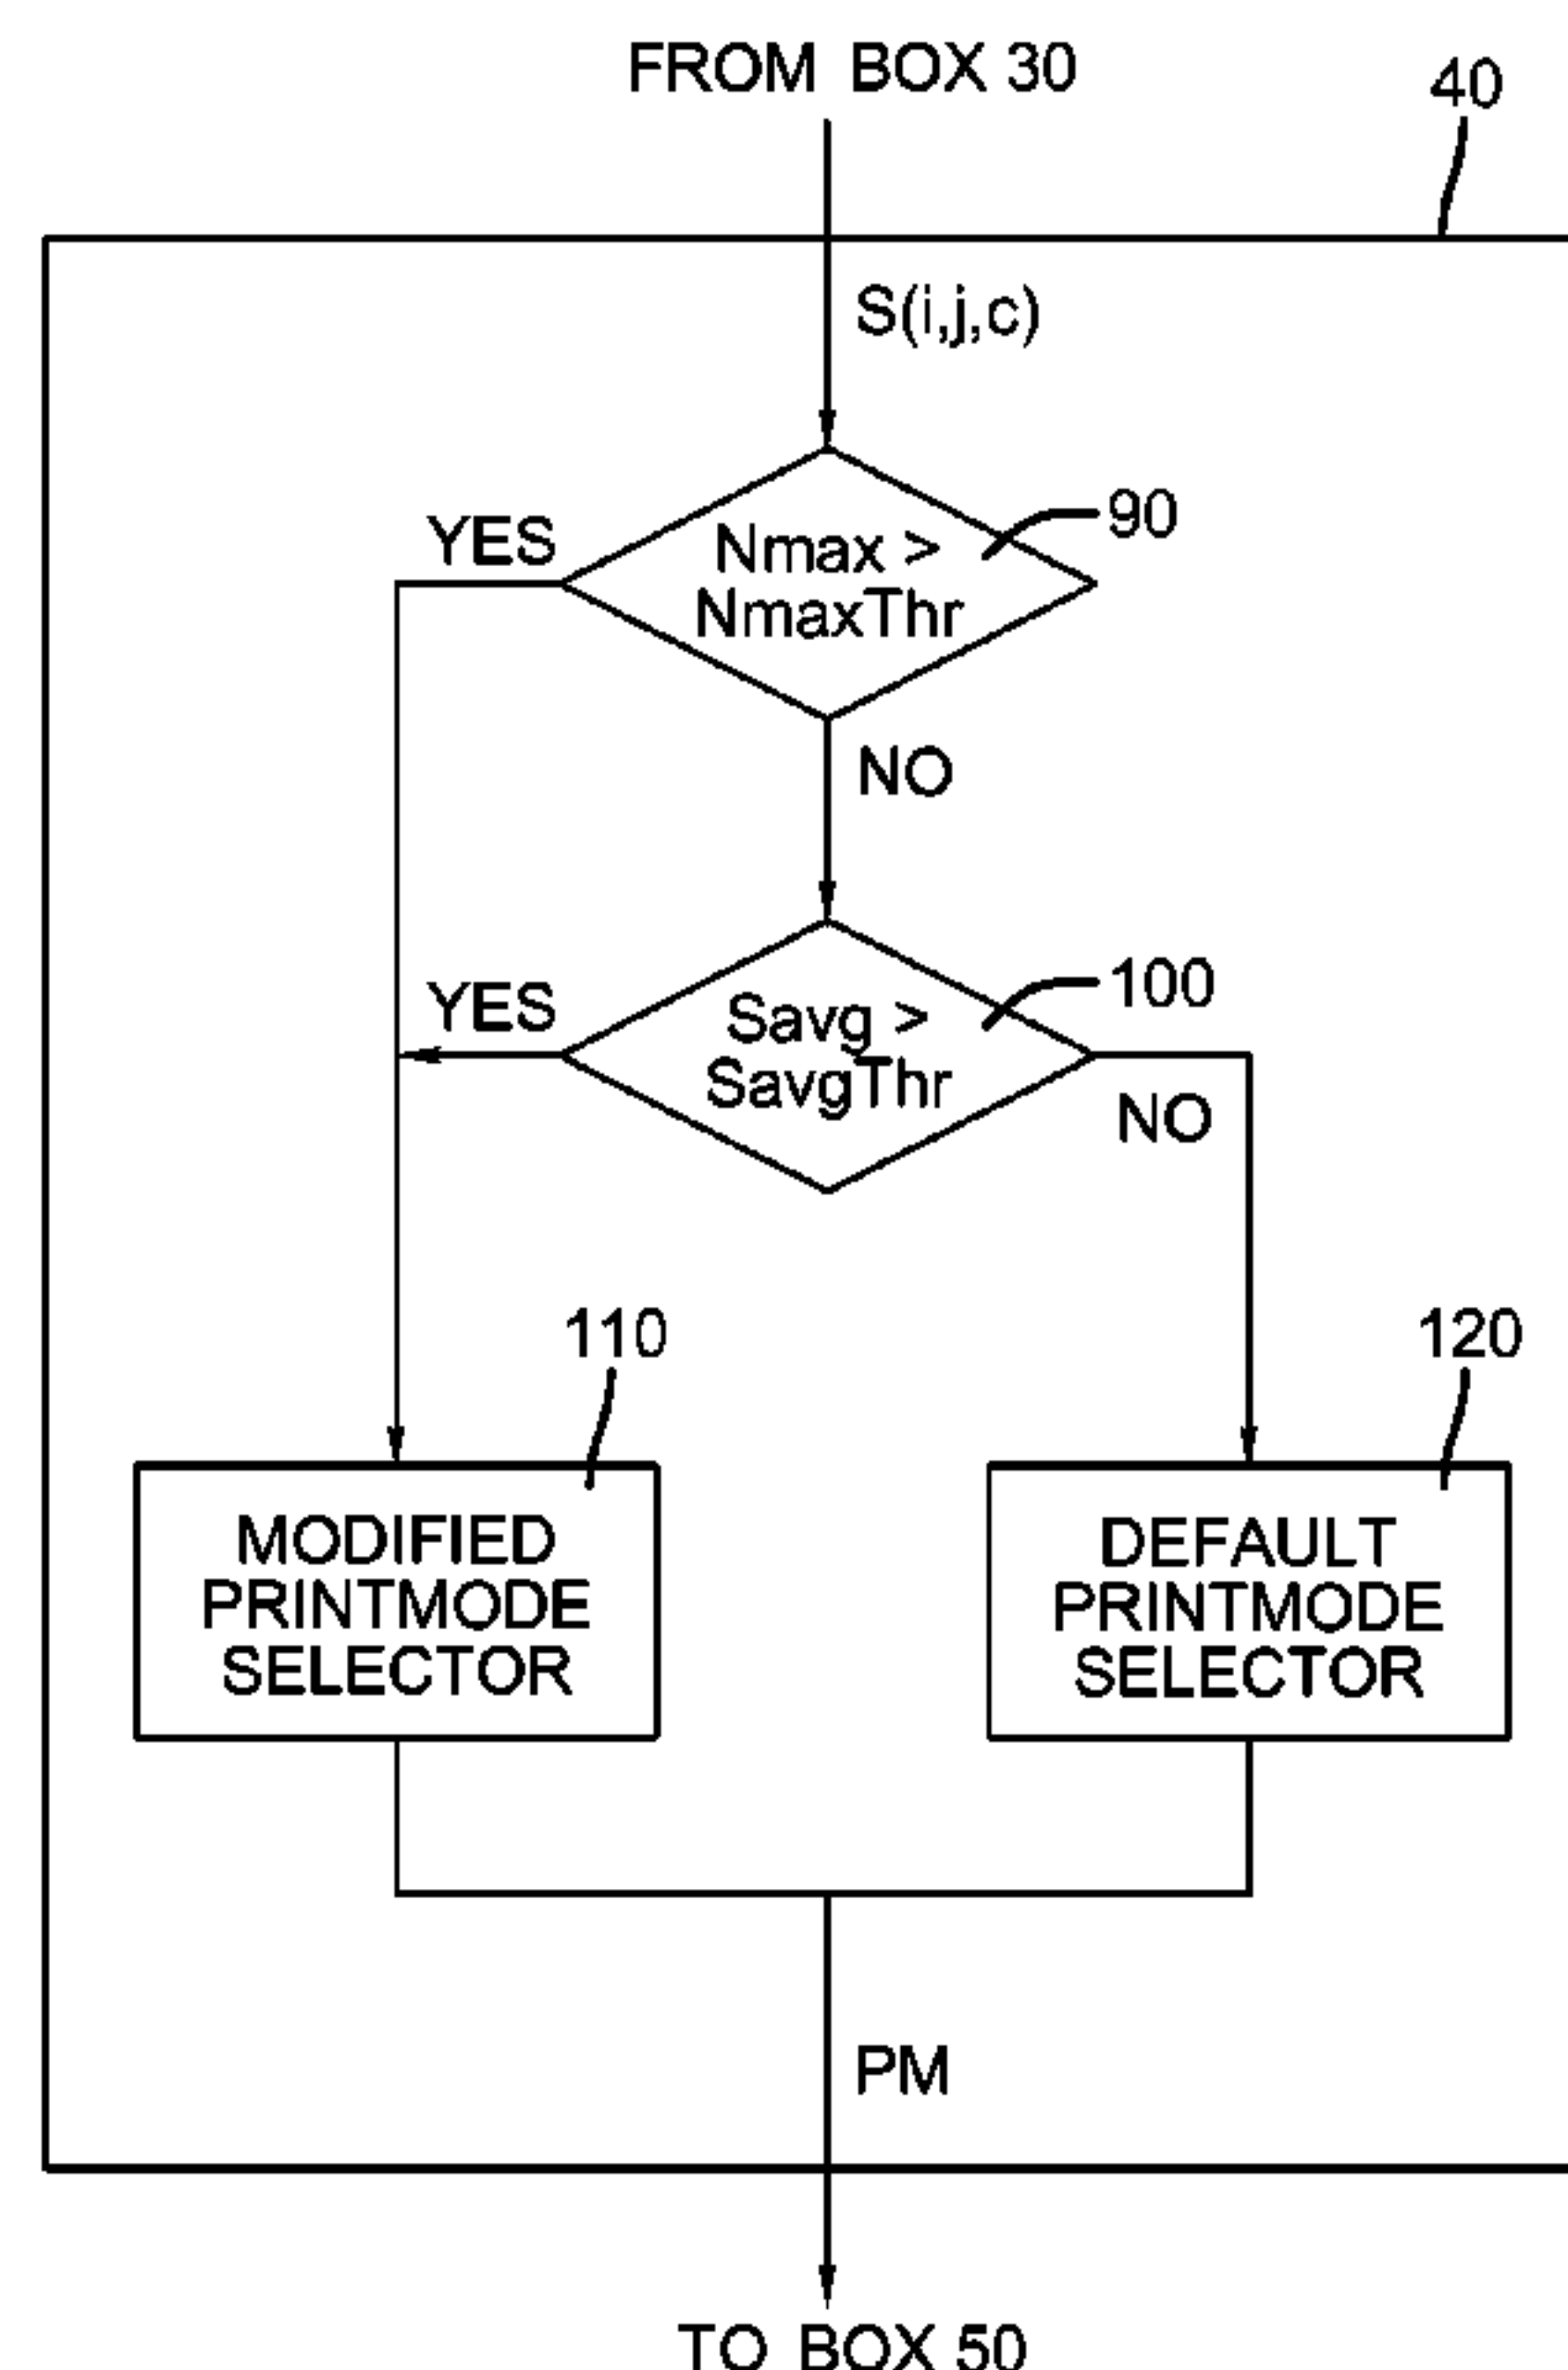 FROM BOX 30
40
S(i,j,c)
90
YES
Nmax >
NmaxThr
NO
100
YES
Savg >
SavgThr
NO
110
120
MODIFIED
PRINTMODE
SELECTOR
DEFAULT
PRINTMODE
SELECTOR
PM
TO BOX 50